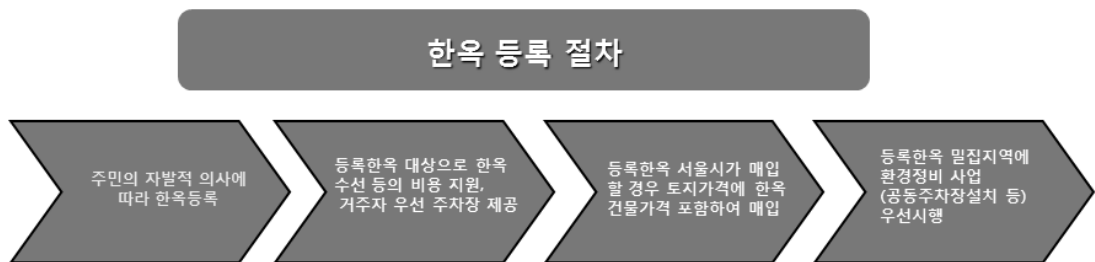 한옥 등록 절차
주민의 자발적 의사에
따라 한옥등록
등록한옥 대상으로 한옥
수선 등의 비용 지원,
거주자 우선 주차장 제공
등록한옥 서울시가 매입
할 경우 토지가격에 한옥
건물가격 포함하여 매입
등록한옥 밀집지역에
환경정비 사업
(공동주차장설치 등)
우선시행